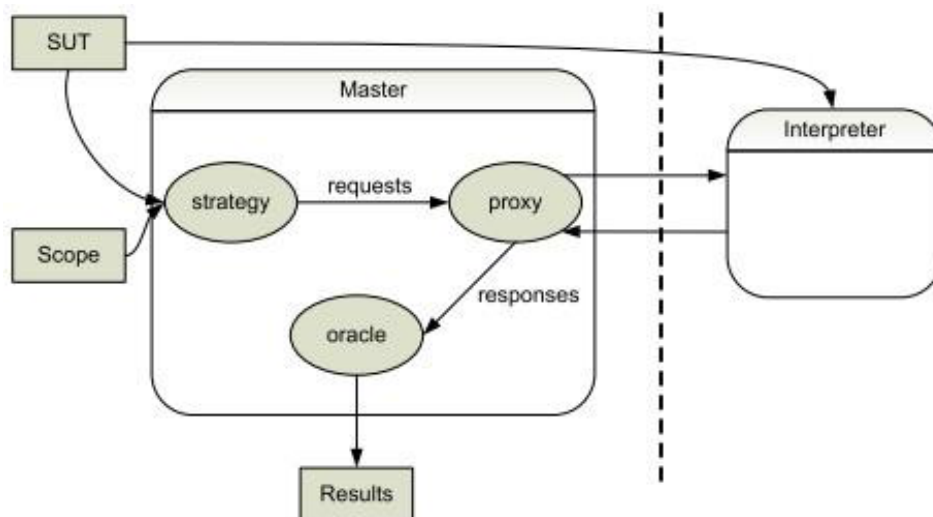 SUT
Master
Interpreter
strategy
requests
proxy
Scope
responses
oracle
Results